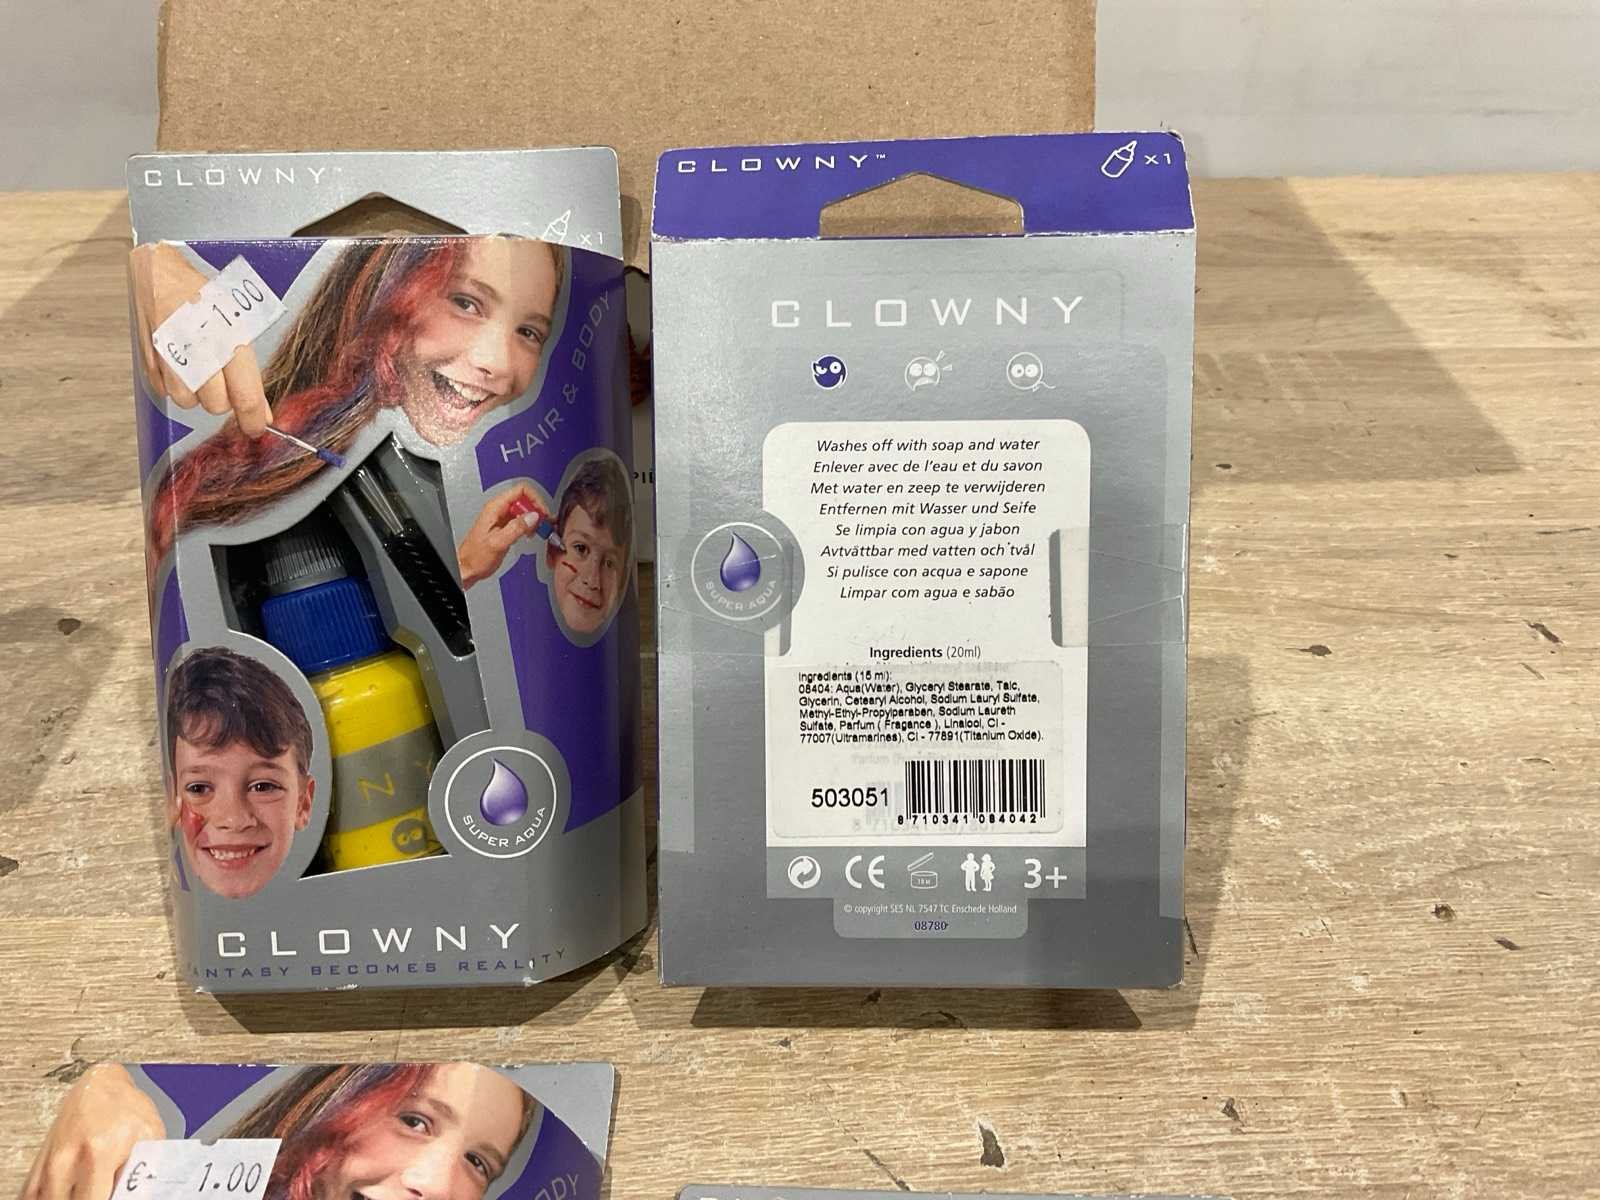 CLOWNY™
x1
€- 1.00
HAIR & BODY
SUPER AQUA
CLOWNY
ANTASY BECOMES REALITY
CLOWNY™
x1
CLOWNY
Washes off with soap and water
Enlever avec de l'eau et du savon
Met water en zeep te verwijderen
Entfernen mit Wasser und Seife
Se limpia con agua y jabon
Avtvättbar med vatten och tvål
Si pulisce con acqua e sapone
Limpar com agua e sabão
SUPER AQUA
Ingredients (20ml)
Ingredients (15 ml):
08404: Aqua(Water), Glyceryl Stearate, Talc,
Glycerin, Cetearyl Alcohol, Sodium Lauryl Sulfate,
Methyl-Ethyl-Propylparaben, Sodium Laureth
Sulfate, Parfum ( Fragance ), Linalool, CI -
77007(Ultramarines), CI - 77891(Titanium Oxide).
503051
8 710341 084042
CE
18 M
3+
© copyright SES NL 7547 TC Enschede Holland
08780
€- 1.00
ODY